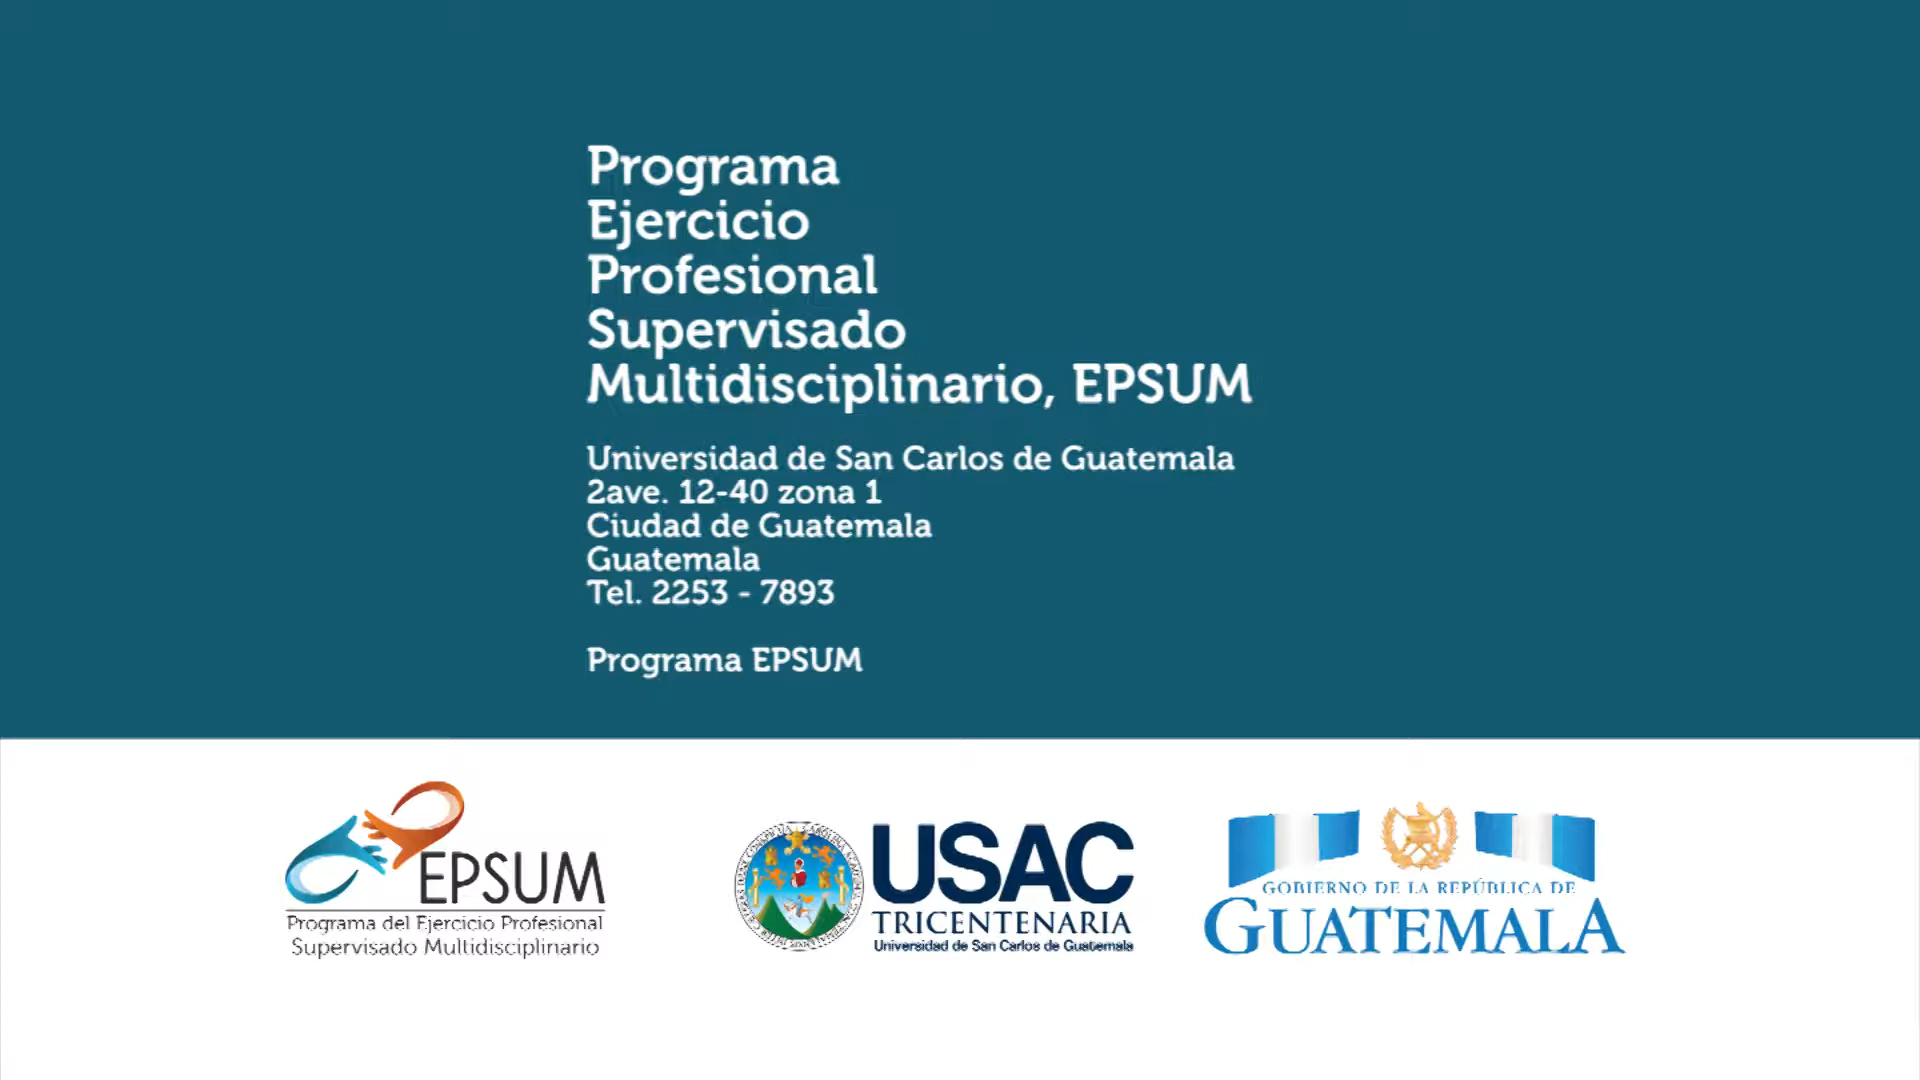 Programa
Ejercicio
Profesional
Supervisado
Multidisciplinario, EPSUM
Universidad de San Carlos de Guatemala
2ave. 12-40 zona 1
Ciudad de Guatemala
Guatemala
Tel. 2253 - 7893
Programa EPSUM
EPSUM
Programa del Ejercicio Profesional
Supervisado Multidisciplinario
USAC
TRICENTENARIA
Universidad de San Carlos de Guatemala
GOBIERNO DE LA REPÚBLICA DE
GUATEMALA